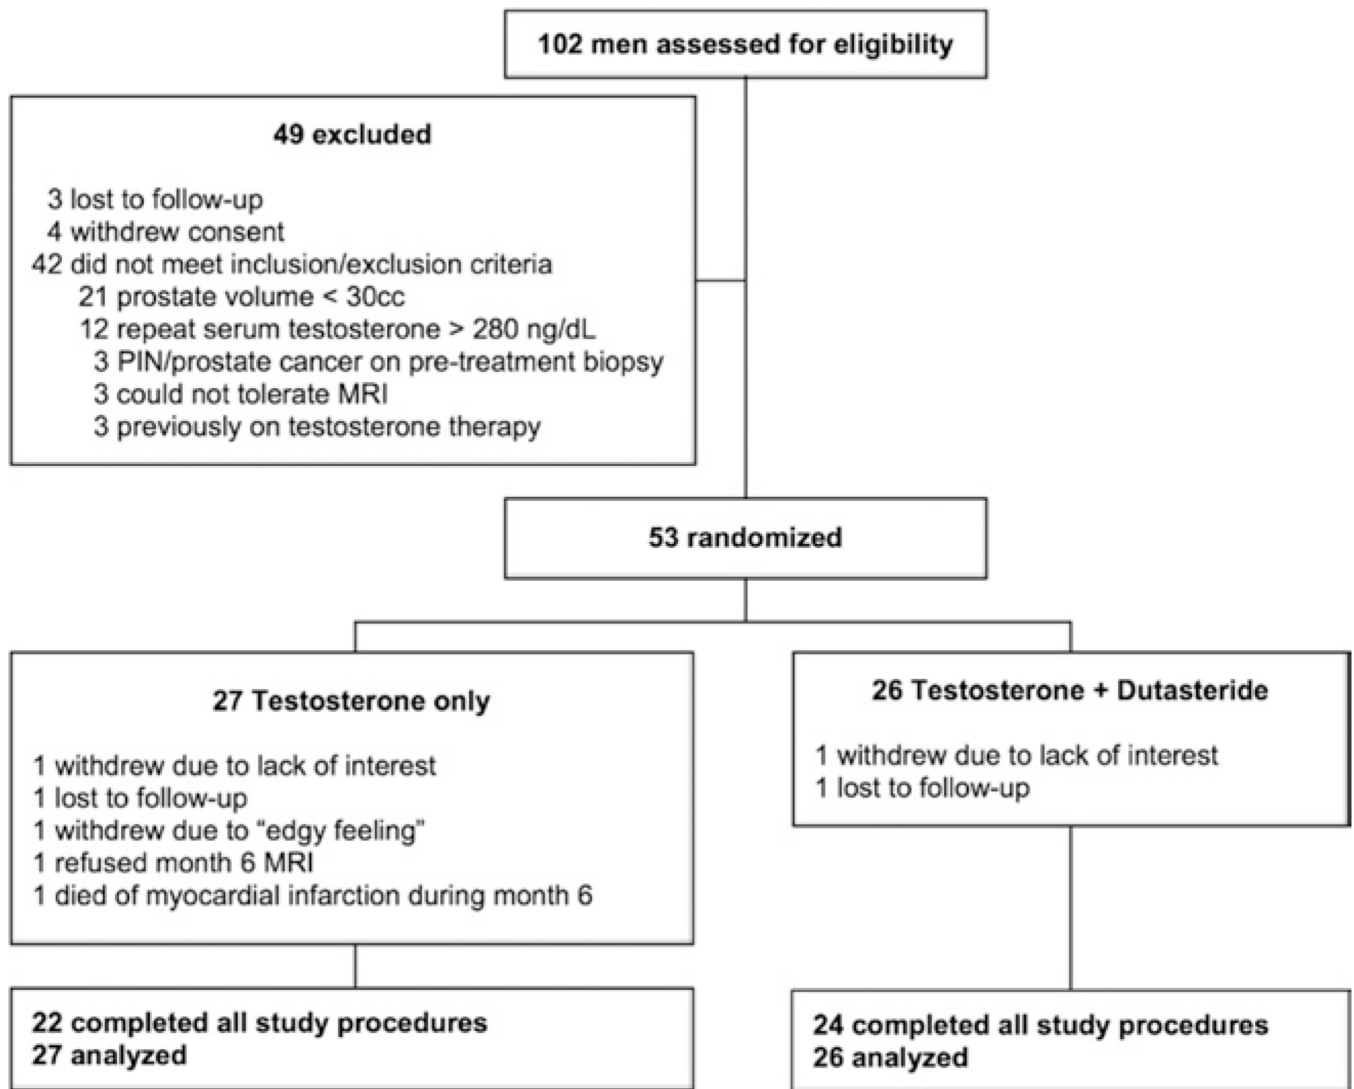 102 men assessed for eligibility
49 excluded
3 lost to follow-up
4 withdrew consent
42 did not meet inclusion/exclusion criteria
21 prostate volume < 30cc
12 repeat serum testosterone > 280 ng/dL
3 PIN/prostate cancer on pre-treatment biopsy
3 could not tolerate MRI
3 previously on testosterone therapy
53 randomized
27 Testosterone only
1 withdrew due to lack of interest
1 lost to follow-up
1 withdrew due to “edgy feeling”
1 refused month 6 MRI
1 died of myocardial infarction during month 6
26 Testosterone + Dutasteride
1 withdrew due to lack of interest
1 lost to follow-up
22 completed all study procedures
27 analyzed
24 completed all study procedures
26 analyzed